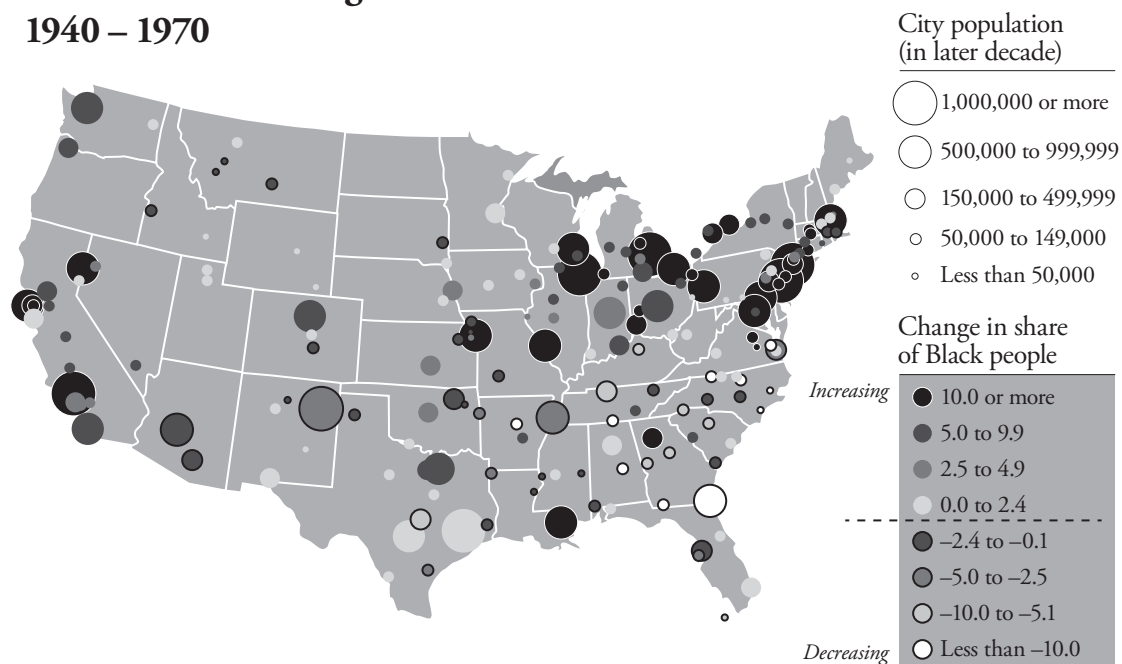 1940 – 1970
City population
(in later decade)
1,000,000 or more
500,000 to 999,999
150,000 to 499,999
50,000 to 149,000
Less than 50,000
Change in share
of Black people
Increasing
10.0 or more
5.0 to 9.9
2.5 to 4.9
0.0 to 2.4
–2.4 to –0.1
–5.0 to –2.5
–10.0 to –5.1
Less than –10.0
Decreasing